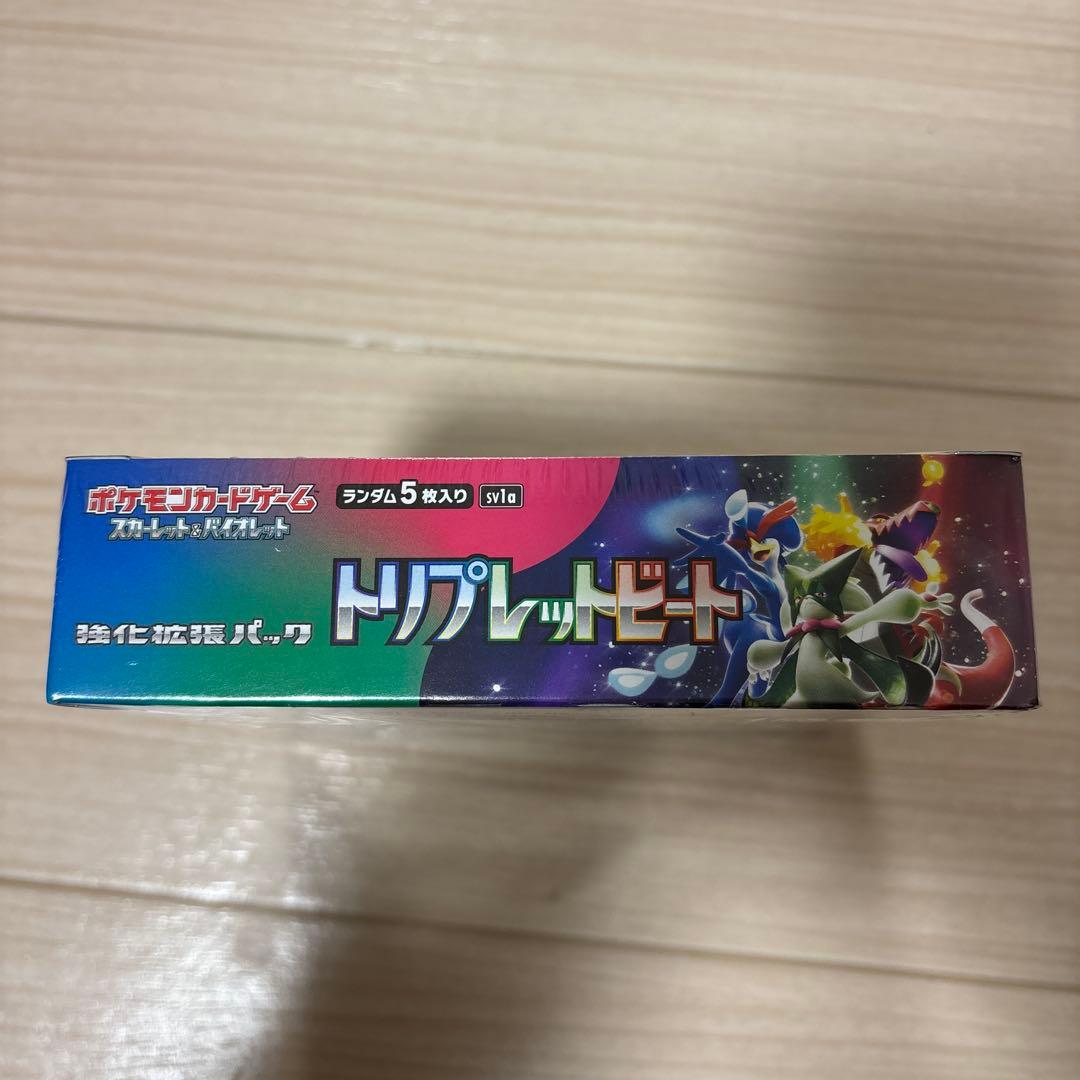 ポケモンカードゲーム™
スカーレット&バイオレット
ランダム5枚入り sv1a
強化拡張パック
トリプレットビート